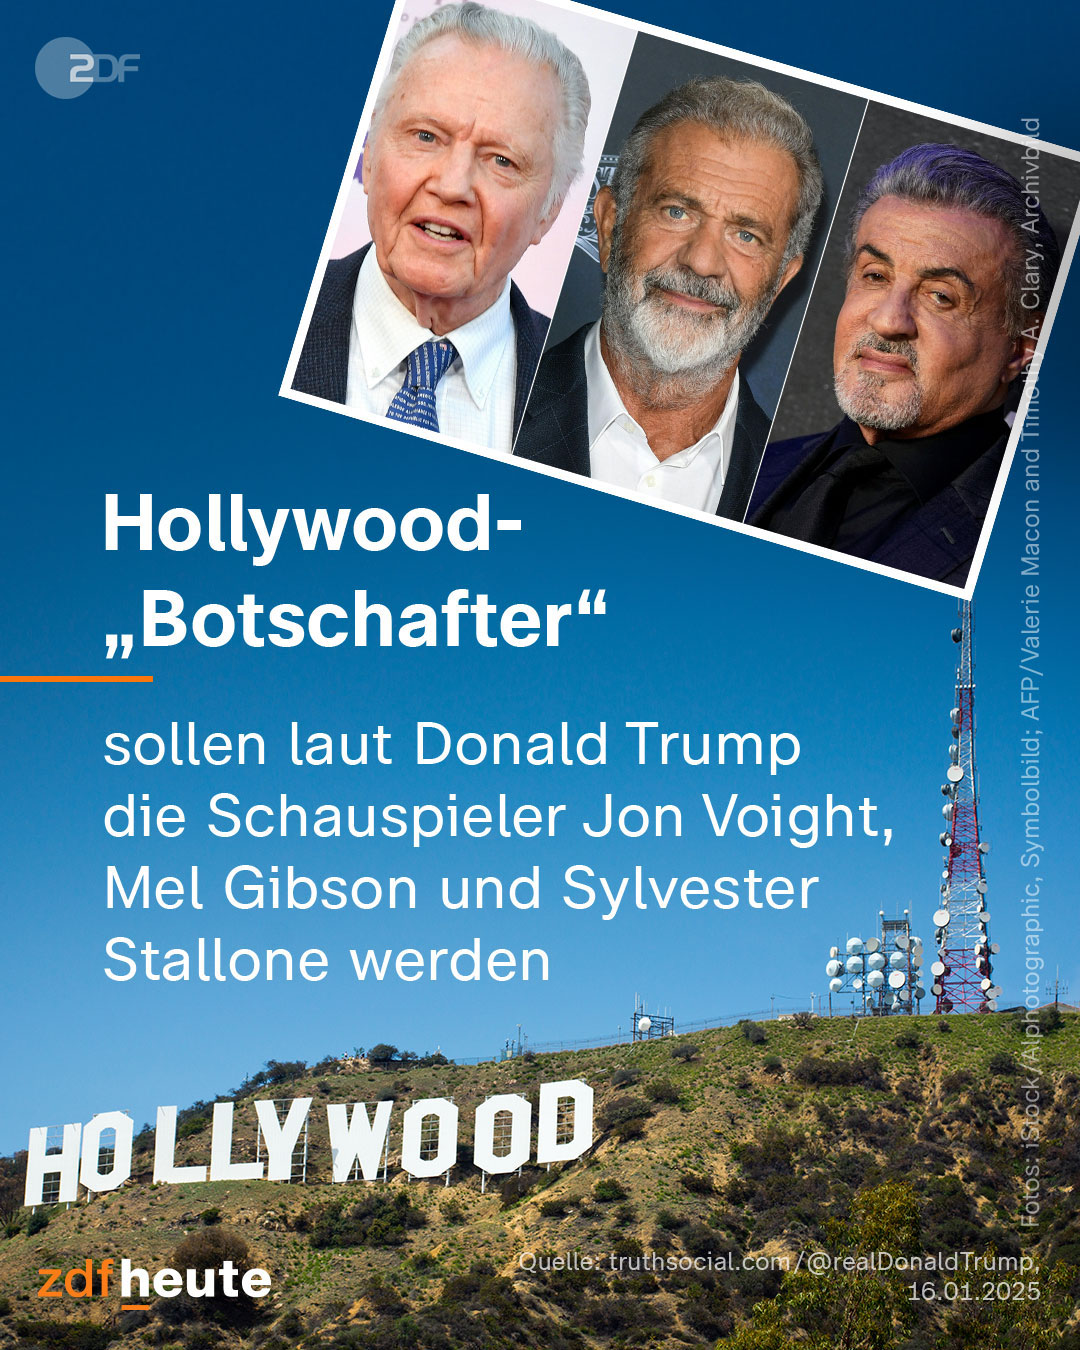 ZDF
Hollywood-
„Botschafter“
sollen laut Donald Trump
die Schauspieler Jon Voight,
Mel Gibson und Sylvester
Stallone werden
HOLLYWOOD
zdfheute
Quelle: truthsocial.com/@realDonaldTrump,
16.01.2025
Fotos: iStock/Alphotographic, Symbolbild; AFP/Valerie Macon and Timothy A. Clary, Archivbild